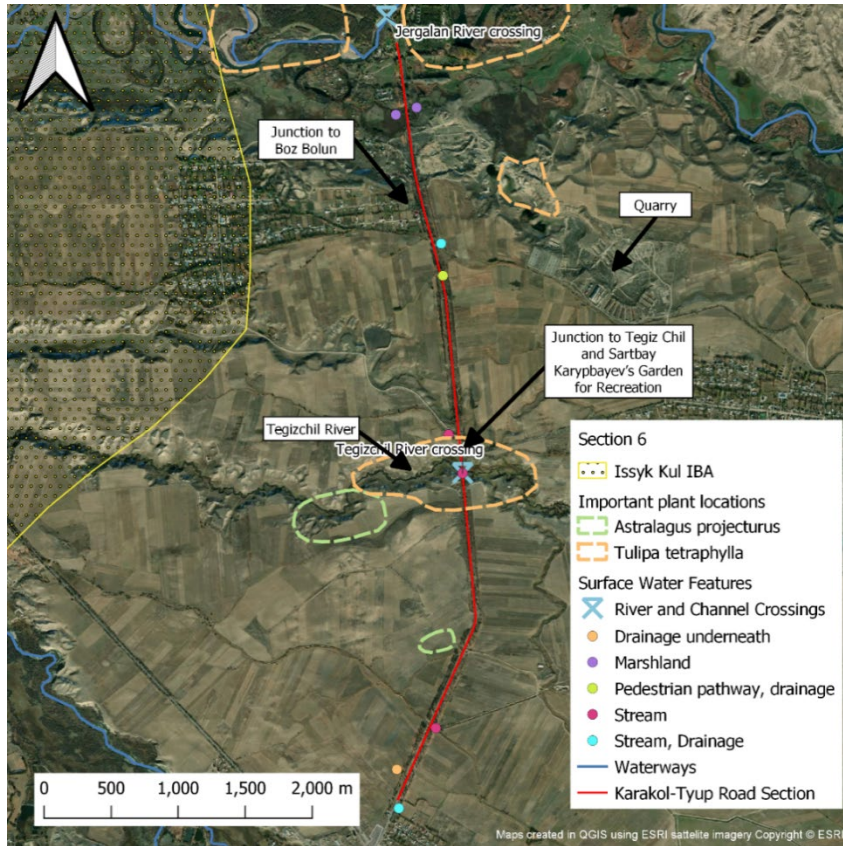 Jergalan River crossing
Junction to
Boz Bolun
Quarry
Junction to Tegiz Chil
and Sartbay
Karypbayev's Garden
for Recreation
Tegizchil River
Tegizchil River crossing
Section 6
Issyk Kul IBA
Important plant locations
Astralagus projecturus
Tulipa tetraphylla
Surface Water Features
River and Channel Crossings
Drainage underneath
Marshland
Pedestrian pathway, drainage
Stream
Stream, Drainage
Waterways
Karakol-Tyup Road Section
0 500 1,000 1,500 2,000 m
Maps created in QGIS using ESRI sattelite imagery Copyright © ESRI